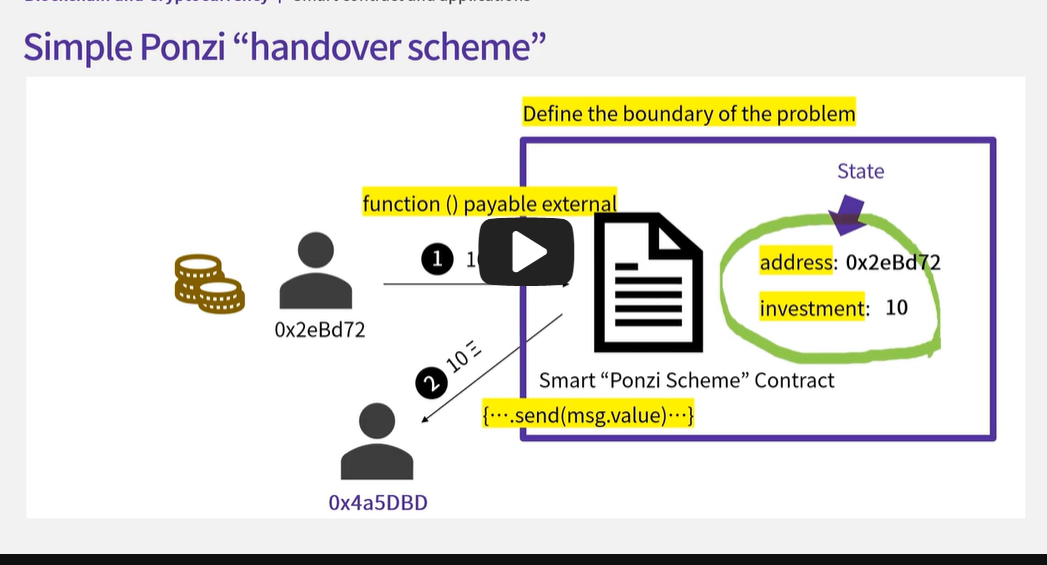 Simple Ponzi “handover scheme”
Define the boundary of the problem
State
function () payable external
1 1
address: 0x2eBd72
investment: 10
0x2eBd72
2 10 Ξ
Smart “Ponzi Scheme” Contract
{⋯.send(msg.value)⋯}
0x4a5DBD